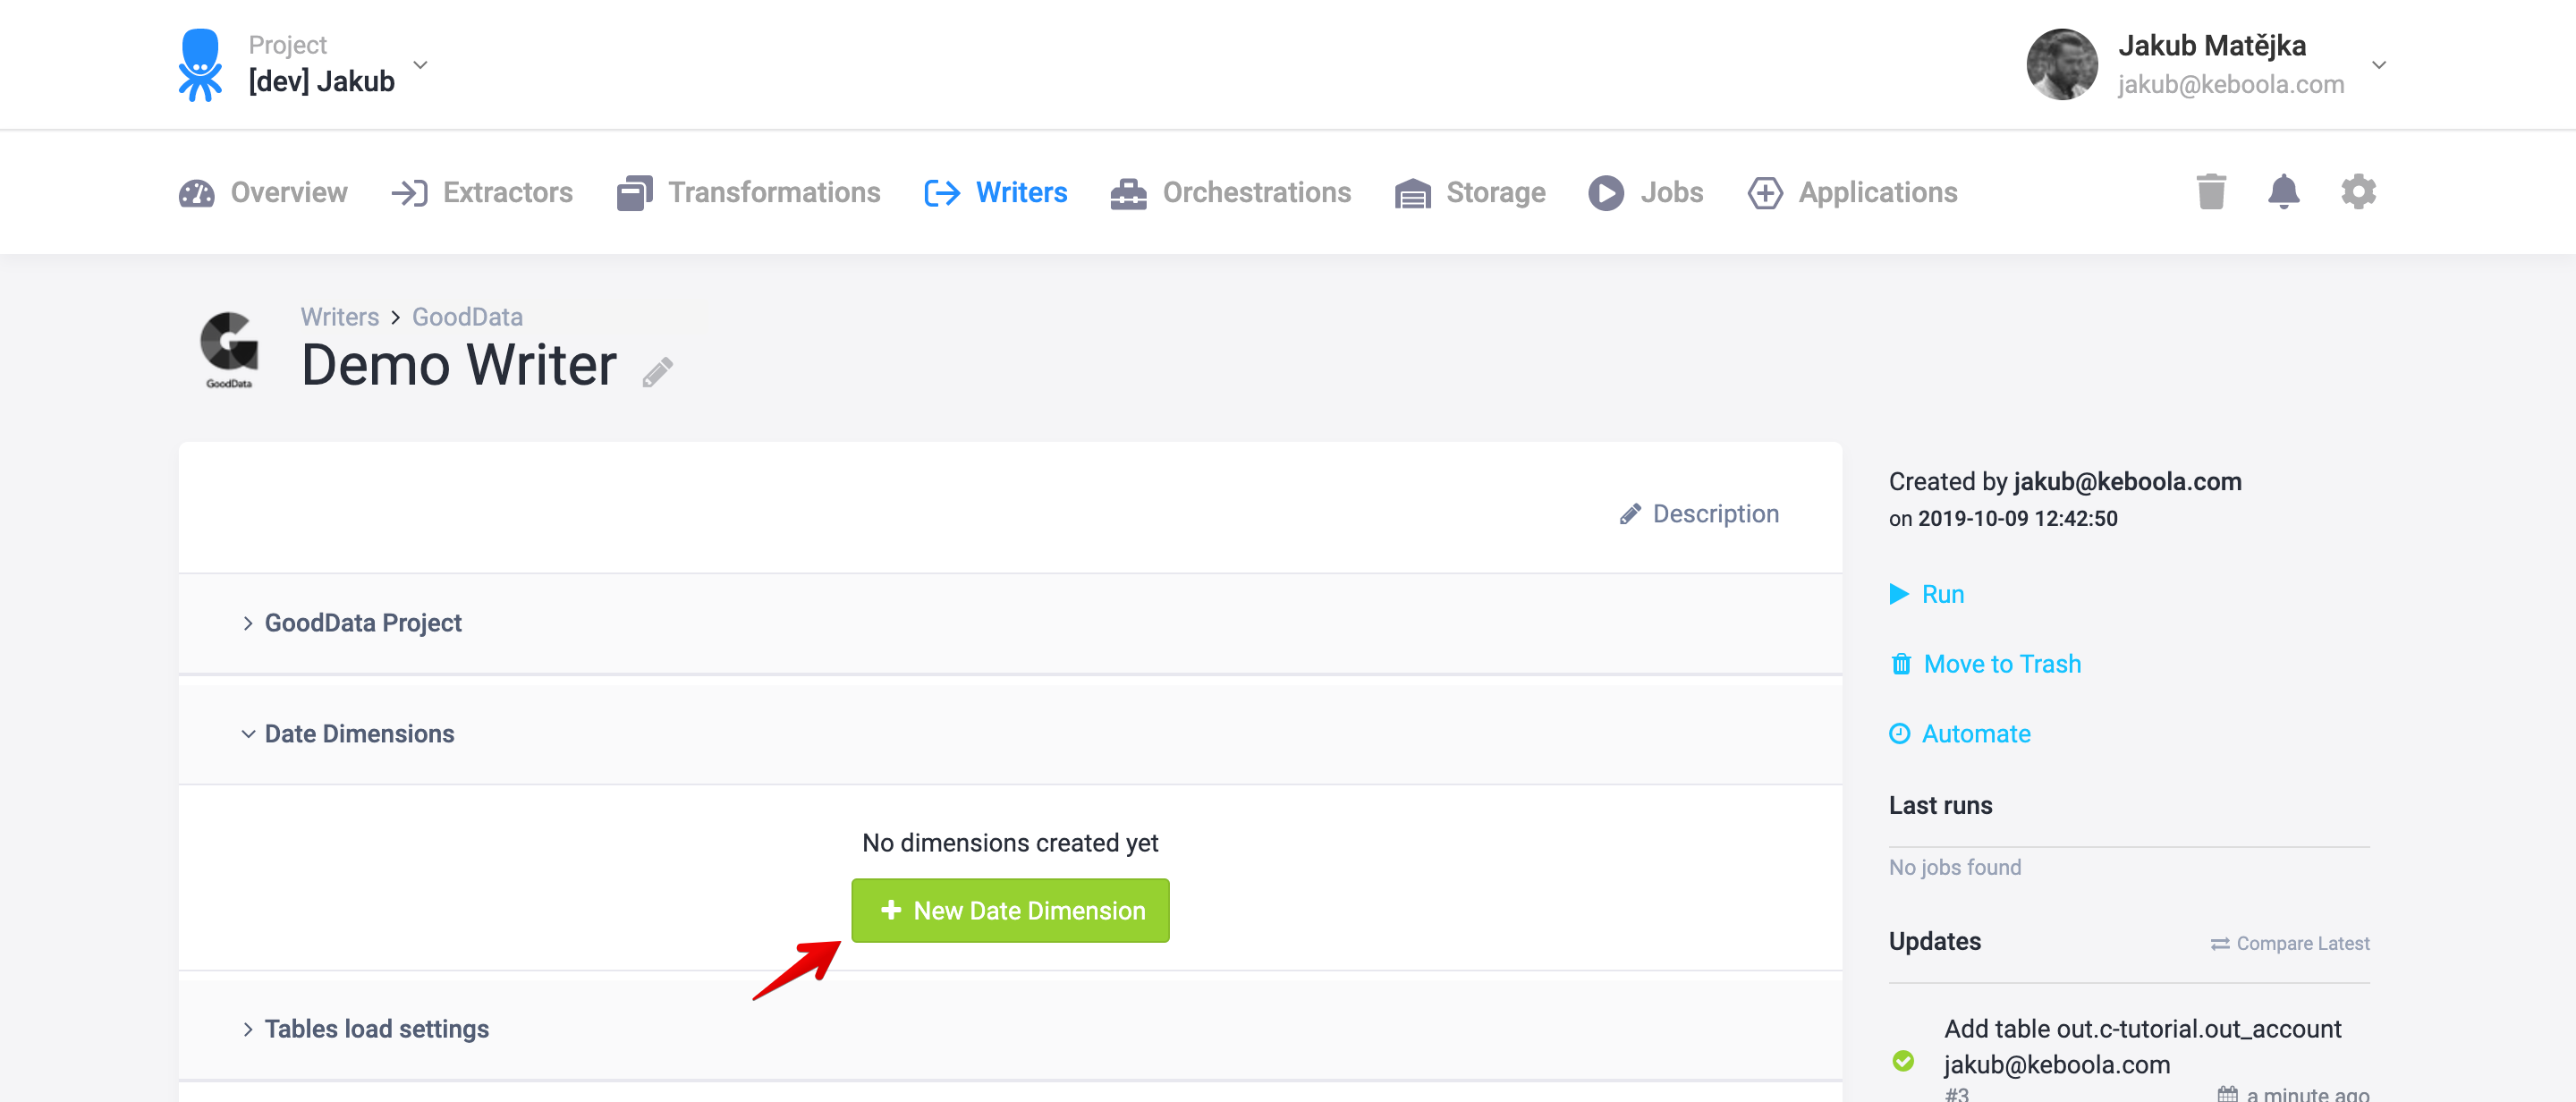 Project
[dev] Jakub
Jakub Matějka
jakub@keboola.com
Overview
Extractors
Transformations
Writers
Orchestrations
Storage
Jobs
Applications
GoodData
Writers > GoodData
Demo Writer
Description
GoodData Project
Date Dimensions
No dimensions created yet
New Date Dimension
Tables load settings
Created by jakub@keboola.com
on 2019-10-09 12:42:50
Run
Move to Trash
Automate
Last runs
No jobs found
Updates
Compare Latest
Add table out.c-tutorial.out_account
jakub@keboola.com
#3
a minute ago